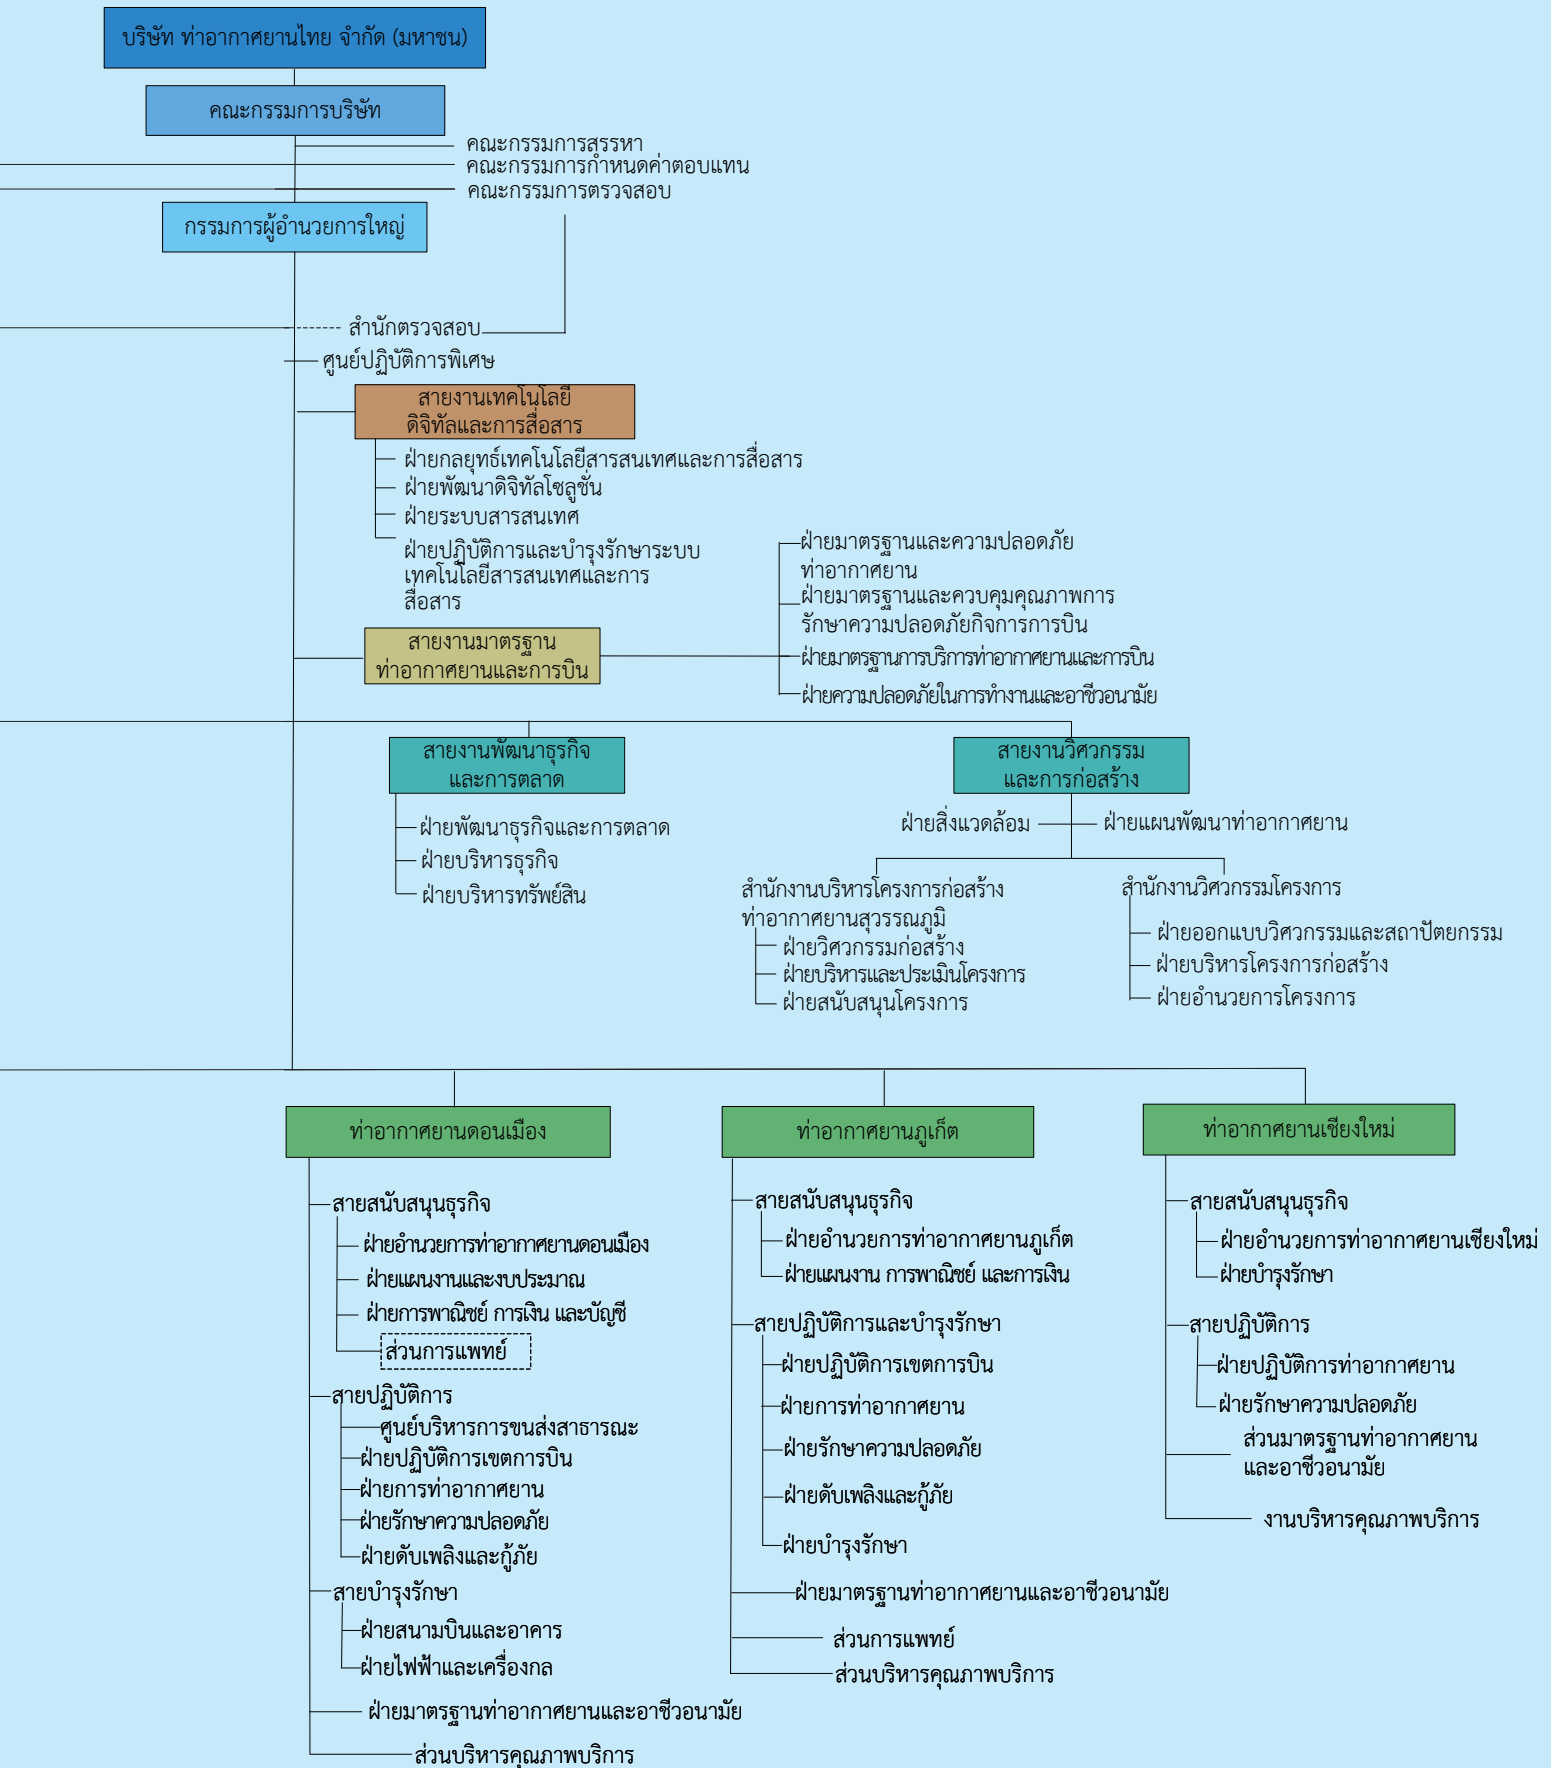 บริษัท ท่าอากาศยานไทย จำกัด (มหาชน)
คณะกรรมการบริษัท
คณะกรรมการสรรหา
คณะกรรมการกำหนดค่าตอบแทน
คณะกรรมการตรวจสอบ
กรรมการผู้อำนวยการใหญ่
สำนักตรวจสอบ
ศูนย์ปฏิบัติการพิเศษ
สายงานเทคโนโลยี
ดิจิทัลและการสื่อสาร
ฝ่ายกลยุทธ์เทคโนโลยีสารสนเทศและการสื่อสาร
ฝ่ายพัฒนาดิจิทัลโซลูชั่น
ฝ่ายระบบสารสนเทศ
ฝ่ายปฏิบัติการและบำรุงรักษาระบบ
เทคโนโลยีสารสนเทศและการ
สื่อสาร
สายงานมาตรฐาน
ท่าอากาศยานและการบิน
ฝ่ายมาตรฐานและความปลอดภัย
ท่าอากาศยาน
ฝ่ายมาตรฐานและควบคุมคุณภาพการ
รักษาความปลอดภัยกิจการการบิน
ฝ่ายมาตรฐานการบริการท่าอากาศยานและการบิน
ฝ่ายความปลอดภัยในการทำงานและอาชีวอนามัย
สายงานพัฒนาธุรกิจ
และการตลาด
ฝ่ายพัฒนาธุรกิจและการตลาด
ฝ่ายบริหารธุรกิจ
ฝ่ายบริหารทรัพย์สิน
สายงานวิศวกรรม
และการก่อสร้าง
ฝ่ายสิ่งแวดล้อม
ฝ่ายแผนพัฒนาท่าอากาศยาน
สำนักงานบริหารโครงการก่อสร้าง
ท่าอากาศยานสุวรรณภูมิ
ฝ่ายวิศวกรรมก่อสร้าง
ฝ่ายบริหารและประเมินโครงการ
ฝ่ายสนับสนุนโครงการ
สำนักงานวิศวกรรมโครงการ
ฝ่ายออกแบบวิศวกรรมและสถาปัตยกรรม
ฝ่ายบริหารโครงการก่อสร้าง
ฝ่ายอำนวยการโครงการ
ท่าอากาศยานดอนเมือง
สายสนับสนุนธุรกิจ
ฝ่ายอำนวยการท่าอากาศยานดอนเมือง
ฝ่ายแผนงานและงบประมาณ
ฝ่ายการพาณิชย์ การเงิน และบัญชี
ส่วนการแพทย์
สายปฏิบัติการ
ศูนย์บริหารการขนส่งสาธารณะ
ฝ่ายปฏิบัติการเขตการบิน
ฝ่ายการท่าอากาศยาน
ฝ่ายรักษาความปลอดภัย
ฝ่ายดับเพลิงและกู้ภัย
สายบำรุงรักษา
ฝ่ายสนามบินและอาคาร
ฝ่ายไฟฟ้าและเครื่องกล
ฝ่ายมาตรฐานท่าอากาศยานและอาชีวอนามัย
ส่วนบริหารคุณภาพบริการ
ท่าอากาศยานภูเก็ต
สายสนับสนุนธุรกิจ
ฝ่ายอำนวยการท่าอากาศยานภูเก็ต
ฝ่ายแผนงาน การพาณิชย์ และการเงิน
สายปฏิบัติการและบำรุงรักษา
ฝ่ายปฏิบัติการเขตการบิน
ฝ่ายการท่าอากาศยาน
ฝ่ายรักษาความปลอดภัย
ฝ่ายดับเพลิงและกู้ภัย
ฝ่ายบำรุงรักษา
ฝ่ายมาตรฐานท่าอากาศยานและอาชีวอนามัย
ส่วนการแพทย์
ส่วนบริหารคุณภาพบริการ
ท่าอากาศยานเชียงใหม่
สายสนับสนุนธุรกิจ
ฝ่ายอำนวยการท่าอากาศยานเชียงใหม่
ฝ่ายบำรุงรักษา
สายปฏิบัติการ
ฝ่ายปฏิบัติการท่าอากาศยาน
ฝ่ายรักษาความปลอดภัย
ส่วนมาตรฐานท่าอากาศยาน
และอาชีวอนามัย
งานบริหารคุณภาพบริการ